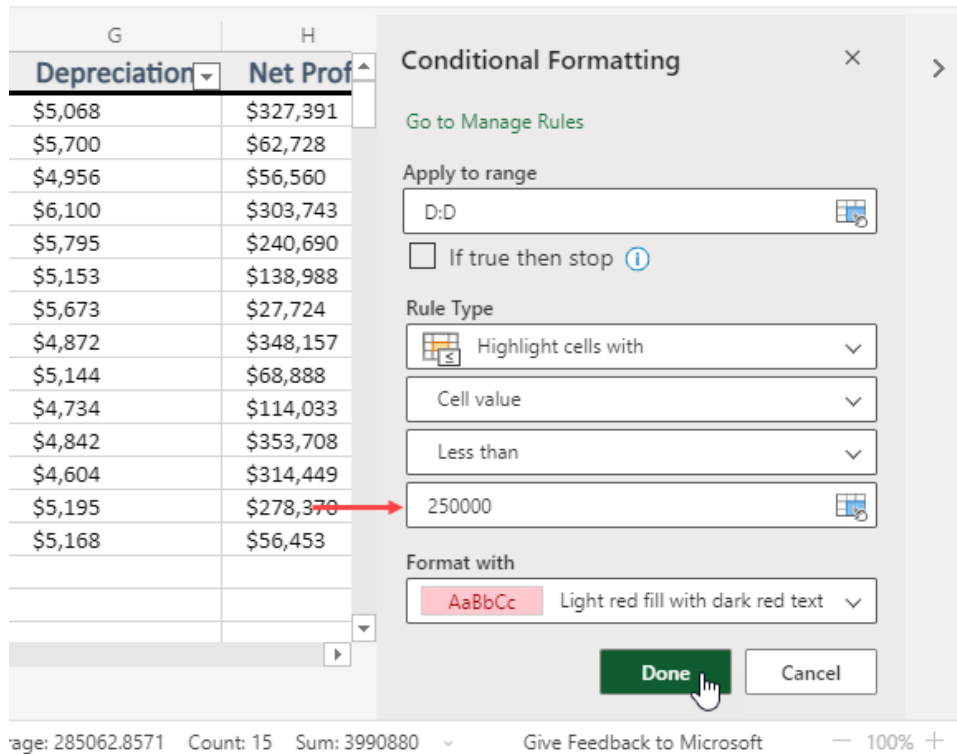 G H
Depreciation Net Prof
$5,068 $327,391
$5,700 $62,728
$4,956 $56,560
$6,100 $303,743
$5,795 $240,690
$5,153 $138,988
$5,673 $27,724
$4,872 $348,157
$5,144 $68,888
$4,734 $114,033
$4,842 $353,708
$4,604 $314,449
$5,195 $278,370
$5,168 $56,453
Conditional Formatting
Go to Manage Rules
Apply to range
D:D
If true then stop
Rule Type
Highlight cells with
Cell value
Less than
250000
Format with
AaBbCc Light red fill with dark red text
Done Cancel
rage: 285062.8571 Count: 15 Sum: 3990880 Give Feedback to Microsoft 100%